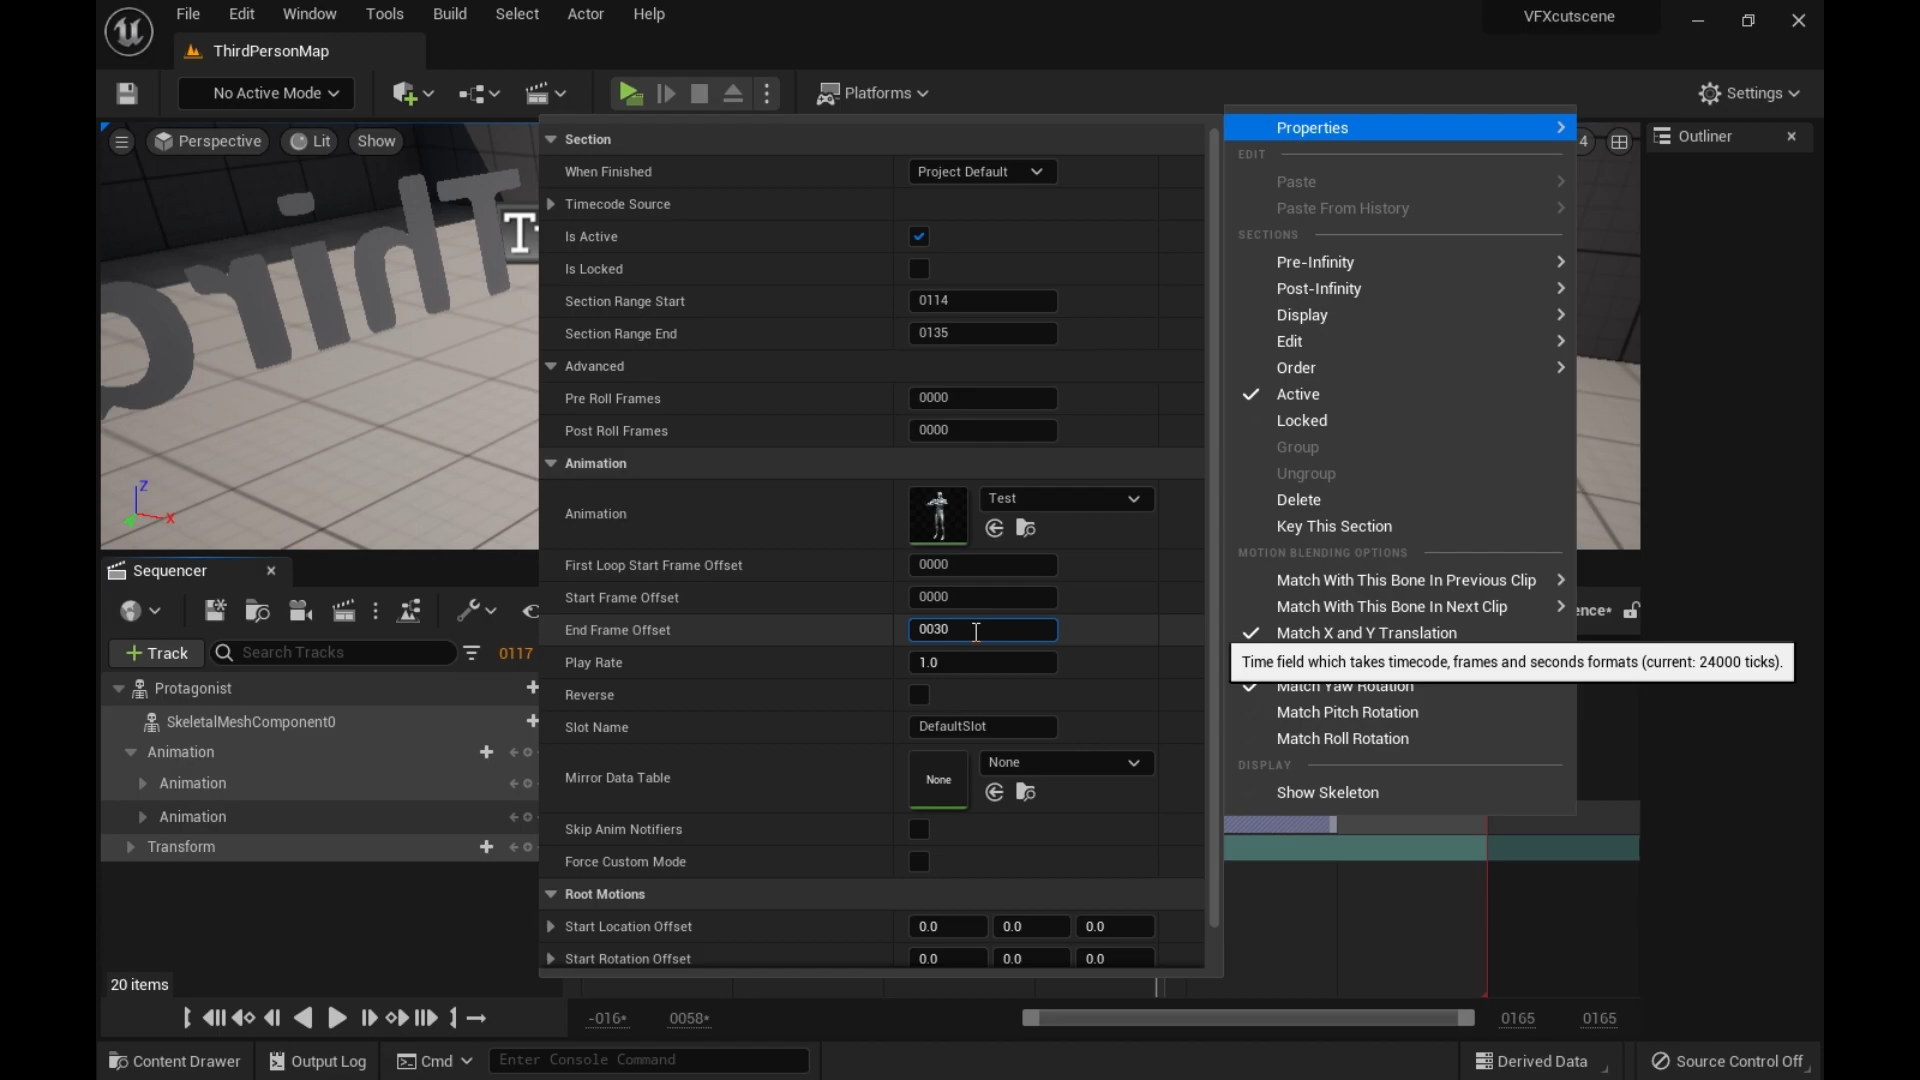 File Edit Window Tools Build Select Actor Help
VFXcutscene
ThirdPersonMap
No Active Mode
Platforms
Settings
Perspective
Lit
Show
4
Outliner
Third
T
Section
When Finished
Project Default
Timecode Source
Is Active
Is Locked
Section Range Start
0114
Section Range End
0135
Advanced
Pre Roll Frames
0000
Post Roll Frames
0000
Animation
Animation
Test
First Loop Start Frame Offset
0000
Start Frame Offset
0000
End Frame Offset
0030
Play Rate
1.0
Reverse
Slot Name
DefaultSlot
Mirror Data Table
None
None
Skip Anim Notifiers
Force Custom Mode
Root Motions
Start Location Offset
0.0 0.0 0.0
Start Rotation Offset
0.0 0.0 0.0
Properties
EDIT
Paste
Paste From History
SECTIONS
Pre-Infinity
Post-Infinity
Display
Edit
Order
Active
Locked
Group
Ungroup
Delete
Key This Section
MOTION BLENDING OPTIONS
Match With This Bone In Previous Clip
Match With This Bone In Next Clip
Match X and Y Translation
Time field which takes timecode, frames and seconds formats (current: 24000 ticks).
Match Yaw Rotation
Match Pitch Rotation
Match Roll Rotation
DISPLAY
Show Skeleton
ence*
Z
X
Sequencer
Track
Search Tracks
0117
Protagonist
SkeletalMeshComponent0
Animation
Animation
Animation
Transform
20 items
-016*
0058*
0165
0165
Content Drawer
Output Log
Cmd
Enter Console Command
Derived Data
Source Control Off